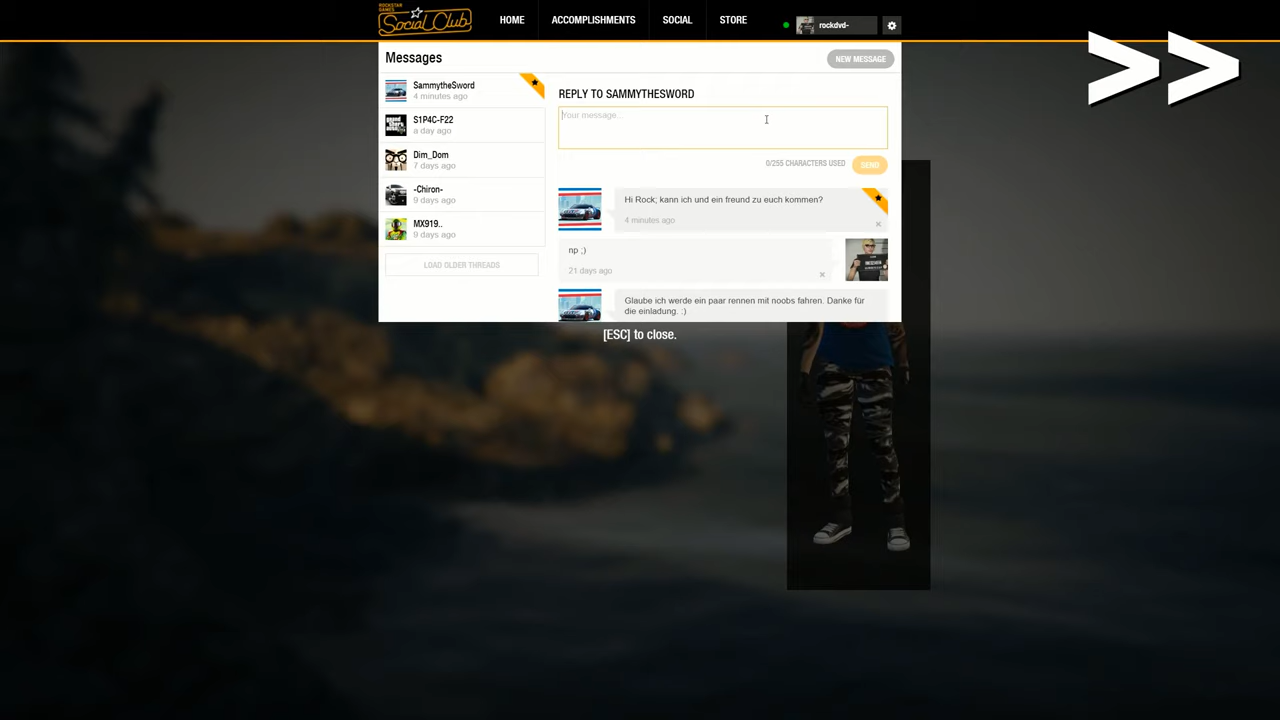 ROCKSTAR
GAMES
Social Club
HOME
ACCOMPLISHMENTS
SOCIAL
STORE
rockdvd-
>>
Messages
NEW MESSAGE
SammytheSword
4 minutes ago
S1P4C-F22
a day ago
Dim_Dom
7 days ago
-Chiron-
9 days ago
MX919..
9 days ago
LOAD OLDER THREADS
REPLY TO SAMMYTHESWORD
Your message...
0/255 CHARACTERS USED
SEND
Hi Rock; kann ich und ein freund zu euch kommen?
4 minutes ago
np ;)
21 days ago
Glaube ich werde ein paar rennen mit noobs fahren. Danke für
die einladung. :)
[ESC] to close.